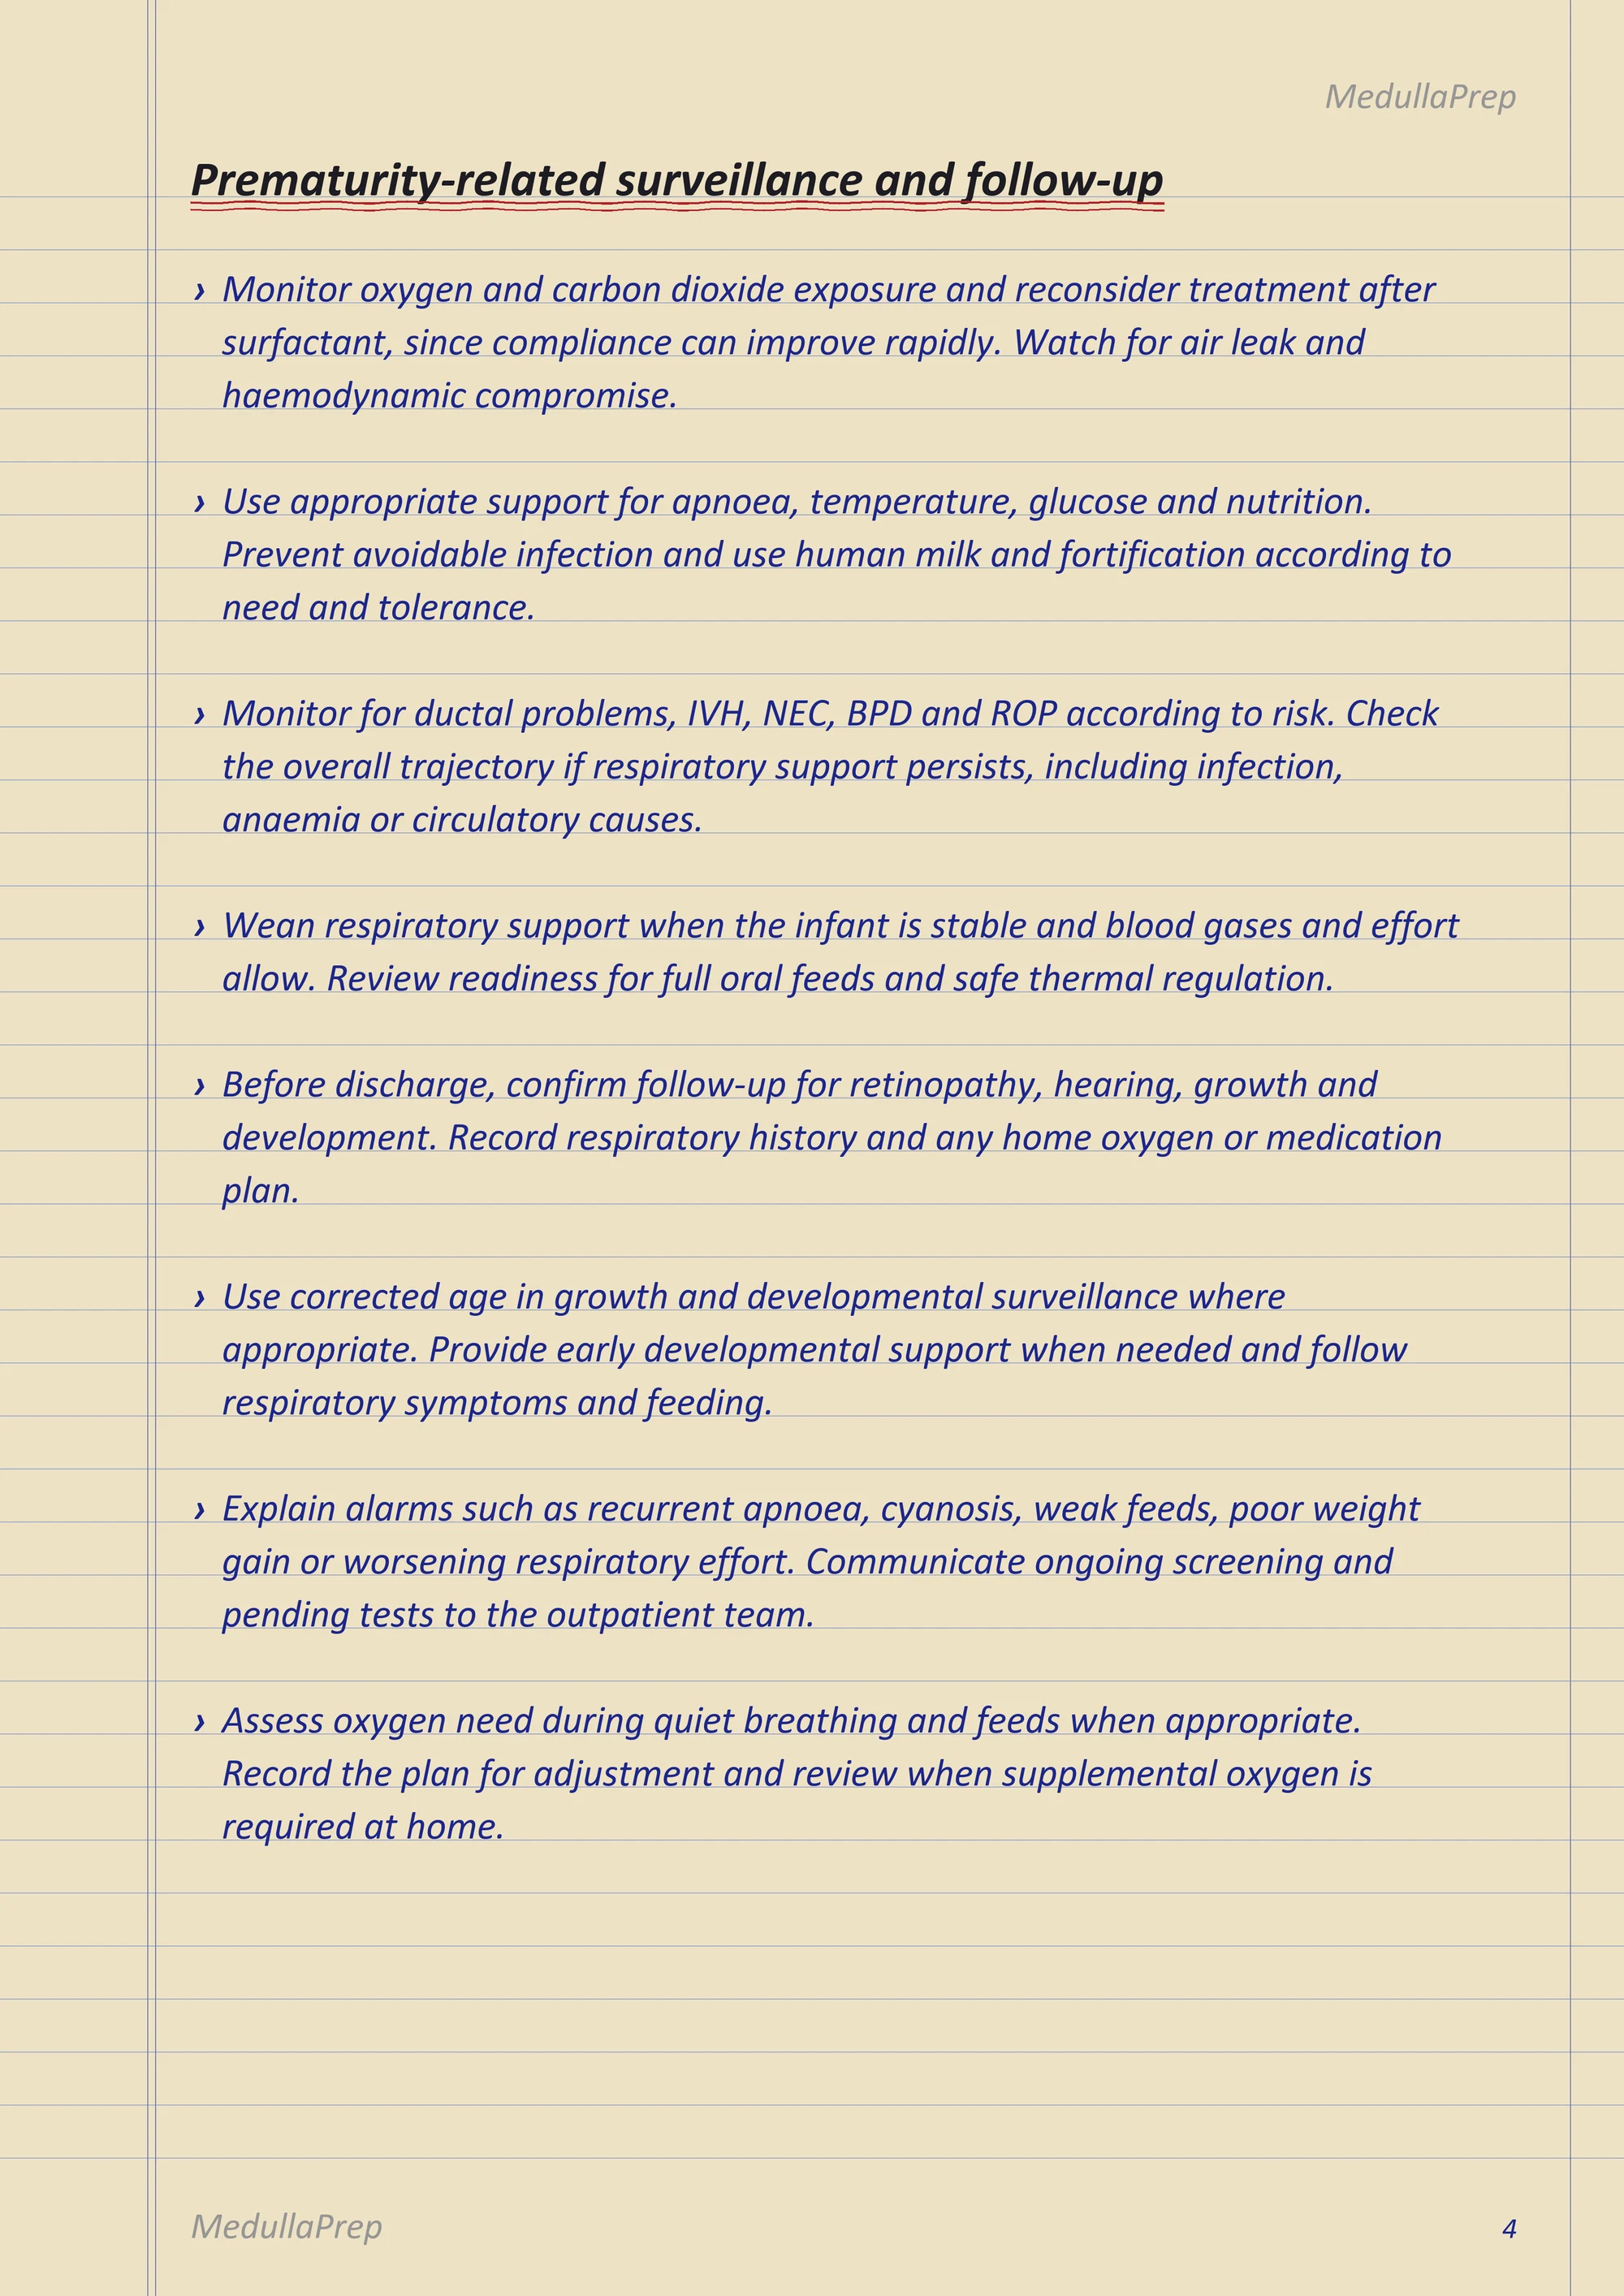 MedullaPrep
Prematurity-related surveillance and follow-up
› Monitor oxygen and carbon dioxide exposure and reconsider treatment after
surfactant, since compliance can improve rapidly. Watch for air leak and
haemodynamic compromise.
› Use appropriate support for apnoea, temperature, glucose and nutrition.
Prevent avoidable infection and use human milk and fortification according to
need and tolerance.
› Monitor for ductal problems, IVH, NEC, BPD and ROP according to risk. Check
the overall trajectory if respiratory support persists, including infection,
anaemia or circulatory causes.
› Wean respiratory support when the infant is stable and blood gases and effort
allow. Review readiness for full oral feeds and safe thermal regulation.
› Before discharge, confirm follow-up for retinopathy, hearing, growth and
development. Record respiratory history and any home oxygen or medication
plan.
› Use corrected age in growth and developmental surveillance where
appropriate. Provide early developmental support when needed and follow
respiratory symptoms and feeding.
› Explain alarms such as recurrent apnoea, cyanosis, weak feeds, poor weight
gain or worsening respiratory effort. Communicate ongoing screening and
pending tests to the outpatient team.
› Assess oxygen need during quiet breathing and feeds when appropriate.
Record the plan for adjustment and review when supplemental oxygen is
required at home.
MedullaPrep
4